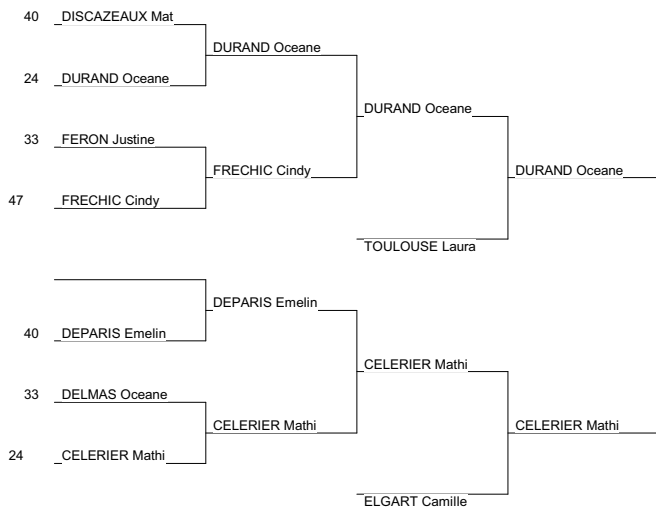 40 DISCAZEAUX Mat
DURAND Oceane
24 DURAND Oceane
DURAND Oceane
33 FERON Justine
FRECHIC Cindy
DURAND Oceane
47 FRECHIC Cindy
TOULOUSE Laura
DEPARIS Emelin
40 DEPARIS Emelin
CELERIER Mathi
33 DELMAS Oceane
CELERIER Mathi
CELERIER Mathi
24 CELERIER Mathi
ELGART Camille